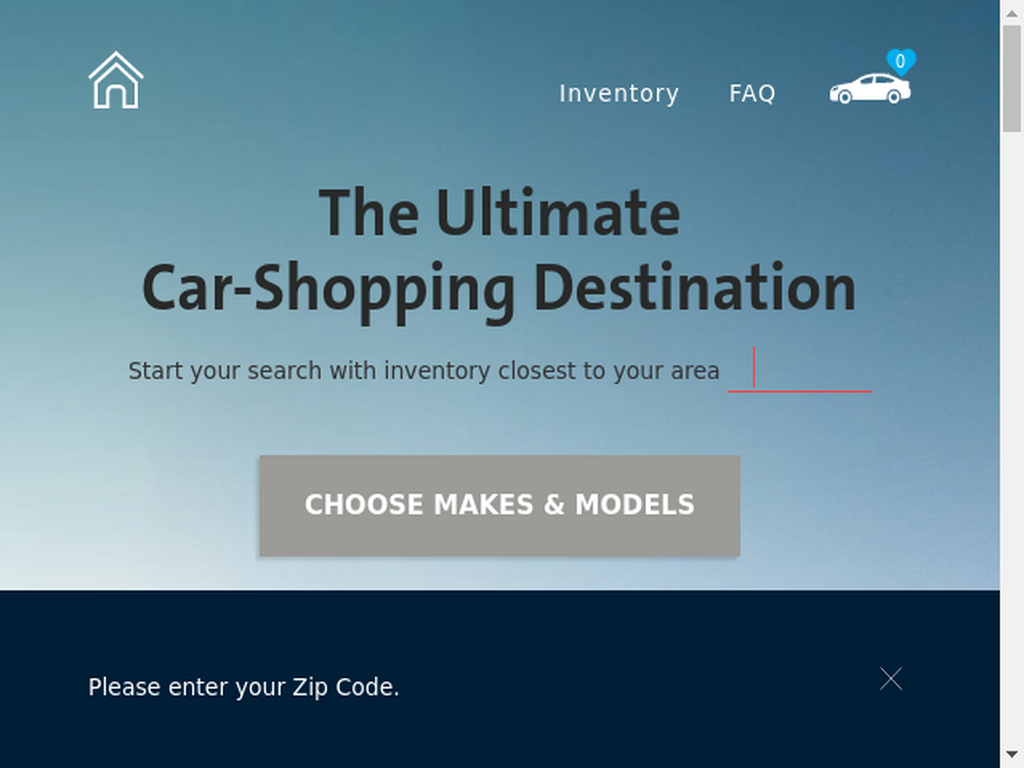 0
Inventory FAQ
The Ultimate
Car-Shopping Destination
Start your search with inventory closest to your area
CHOOSE MAKES & MODELS
Please enter your Zip Code.